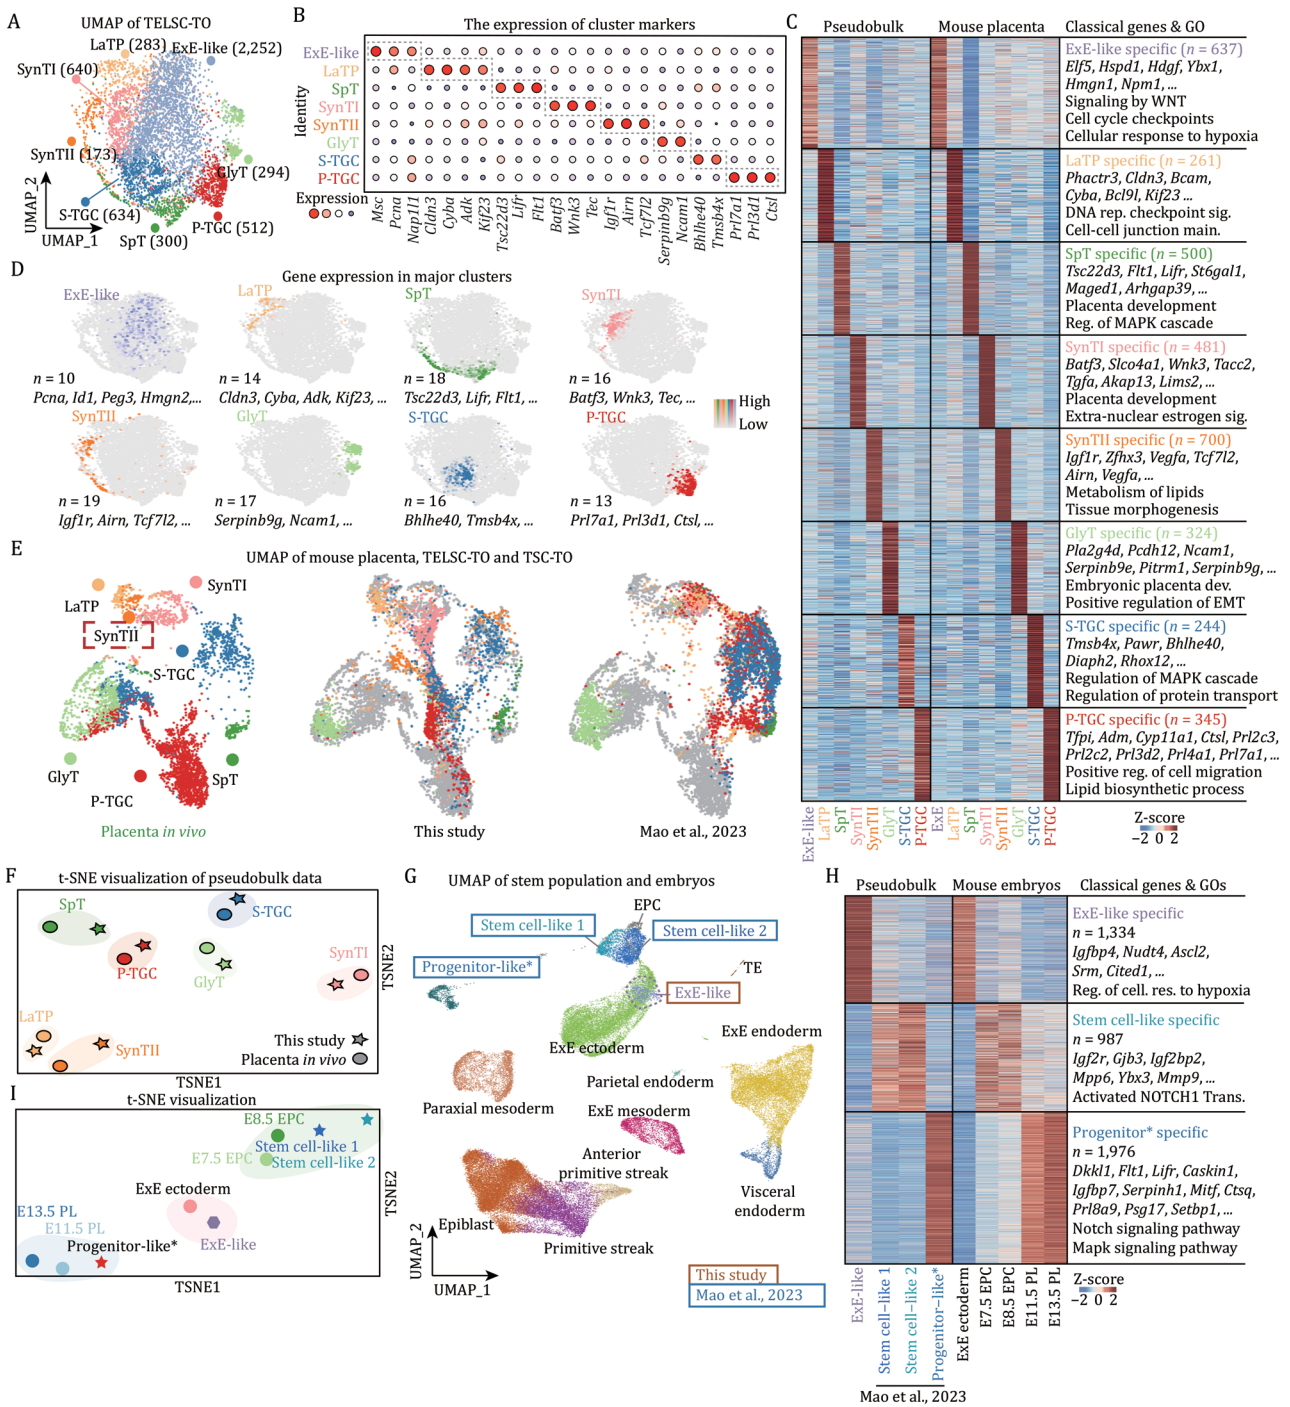 A
UMAP of TELSC-TO
LaTP (283)
ExE-like (2,252)
SynTI (640)
SynTII (173)
GlyT (294)
S-TGC (634)
P-TGC (512)
SpT (300)
UMAP_2
UMAP_1
B
The expression of cluster markers
Identity
ExE-like
LaTP
SpT
SynTI
SynTII
GlyT
S-TGC
P-TGC
Expression
Msc
Pcna
Nap1l1
Cldn3
Cyba
Adk
Kif23
Tsc22d3
Lifr
Flt1
Batf3
Wnk3
Tec
Igf1r
Airn
Tcf7l2
Serpinb9g
Ncam1
Bhlhe40
Tmsb4x
Prl7a1
Prl3d1
Ctsl
C
Pseudobulk
Mouse placenta
Classical genes & GO
ExE-like specific (n = 637)
Elf5, Hspd1, Hdgf, Ybx1,
Hmgn1, Npm1, ...
Signaling by WNT
Cell cycle checkpoints
Cellular response to hypoxia
LaTP specific (n = 261)
Phactr3, Cldn3, Bcam,
Cyba, Bcl9l, Kif23 ...
DNA rep. checkpoint sig.
Cell-cell junction main.
SpT specific (n = 500)
Tsc22d3, Flt1, Lifr, St6gal1,
Maged1, Arhgap39, ...
Placenta development
Reg. of MAPK cascade
SynTI specific (n = 481)
Batf3, Slco4a1, Wnk3, Tacc2,
Tgfa, Akap13, Lims2, ...
Placenta development
Extra-nuclear estrogen sig.
SynTII specific (n = 700)
Igf1r, Zfhx3, Vegfa, Tcf7l2,
Airn, Vegfa, ...
Metabolism of lipids
Tissue morphogenesis
GlyT specific (n = 324)
Pla2g4d, Pcdh12, Ncam1,
Serpinb9e, Pitrm1, Serpinb9g, ...
Embryonic placenta dev.
Positive regulation of EMT
S-TGC specific (n = 244)
Tmsb4x, Pawr, Bhlhe40,
Diaph2, Rhox12, ...
Regulation of MAPK cascade
Regulation of protein transport
P-TGC specific (n = 345)
Tfpi, Adm, Cyp11a1, Ctsl, Prl2c3,
Prl2c2, Prl3d2, Prl4a1, Prl7a1, ...
Positive reg. of cell migration
Lipid biosynthetic process
ExE-like
LaTP
SpT
SynTI
SynTII
GlyT
S-TGC
P-TGC
ExE
LaTP
SpT
SynTI
SynTII
GlyT
S-TGC
P-TGC
Z-score
−2 0 2
D
Gene expression in major clusters
ExE-like
n = 10
Pcna, Id1, Peg3, Hmgn2,...
LaTP
n = 14
Cldn3, Cyba, Adk, Kif23, ...
SpT
n = 18
Tsc22d3, Lifr, Flt1, ...
SynTI
n = 16
Batf3, Wnk3, Tec, ...
High
Low
SynTII
n = 19
Igf1r, Airn, Tcf7l2, ...
GlyT
n = 17
Serpinb9g, Ncam1, ...
S-TGC
n = 16
Bhlhe40, Tmsb4x, ...
P-TGC
n = 13
Prl7a1, Prl3d1, Ctsl, ...
E
UMAP of mouse placenta, TELSC-TO and TSC-TO
SynTI
LaTP
SynTII
S-TGC
GlyT
SpT
P-TGC
Placenta in vivo
This study
Mao et al., 2023
F
t-SNE visualization of pseudobulk data
SpT
S-TGC
P-TGC
GlyT
SynTI
LaTP
SynTII
This study
Placenta in vivo
TSNE2
TSNE1
G
UMAP of stem population and embryos
EPC
Stem cell-like 1
Stem cell-like 2
Progenitor-like*
TE
ExE-like
ExE ectoderm
ExE endoderm
Parietal endoderm
Paraxial mesoderm
ExE mesoderm
Anterior
primitive streak
Visceral
endoderm
Epiblast
Primitive streak
UMAP_2
UMAP_1
This study
Mao et al., 2023
H
Pseudobulk
Mouse embryos
Classical genes & GOs
ExE-like specific
n = 1,334
Igfbp4, Nudt4, Ascl2,
Srm, Cited1, ...
Reg. of cell. res. to hypoxia
Stem cell-like specific
n = 987
Igf2r, Gjb3, Igf2bp2,
Mpp6, Ybx3, Mmp9, ...
Activated NOTCH1 Trans.
Progenitor* specific
n = 1,976
Dkkl1, Flt1, Lifr, Caskin1,
Igfbp7, Serpinh1, Mitf, Ctsq,
Prl8a9, Psg17, Setbp1, ...
Notch signaling pathway
Mapk signaling pathway
ExE-like
Stem cell−like 1
Stem cell−like 2
Progenitor−like*
ExE ectoderm
E7.5 EPC
E8.5 EPC
E11.5 PL
E13.5 PL
Mao et al., 2023
Z-score
−2 0 2
I
t-SNE visualization
E8.5 EPC
Stem cell-like 1
E7.5 EPC
Stem cell-like 2
ExE ectoderm
E13.5 PL
E11.5 PL
Progenitor-like*
ExE-like
TSNE2
TSNE1